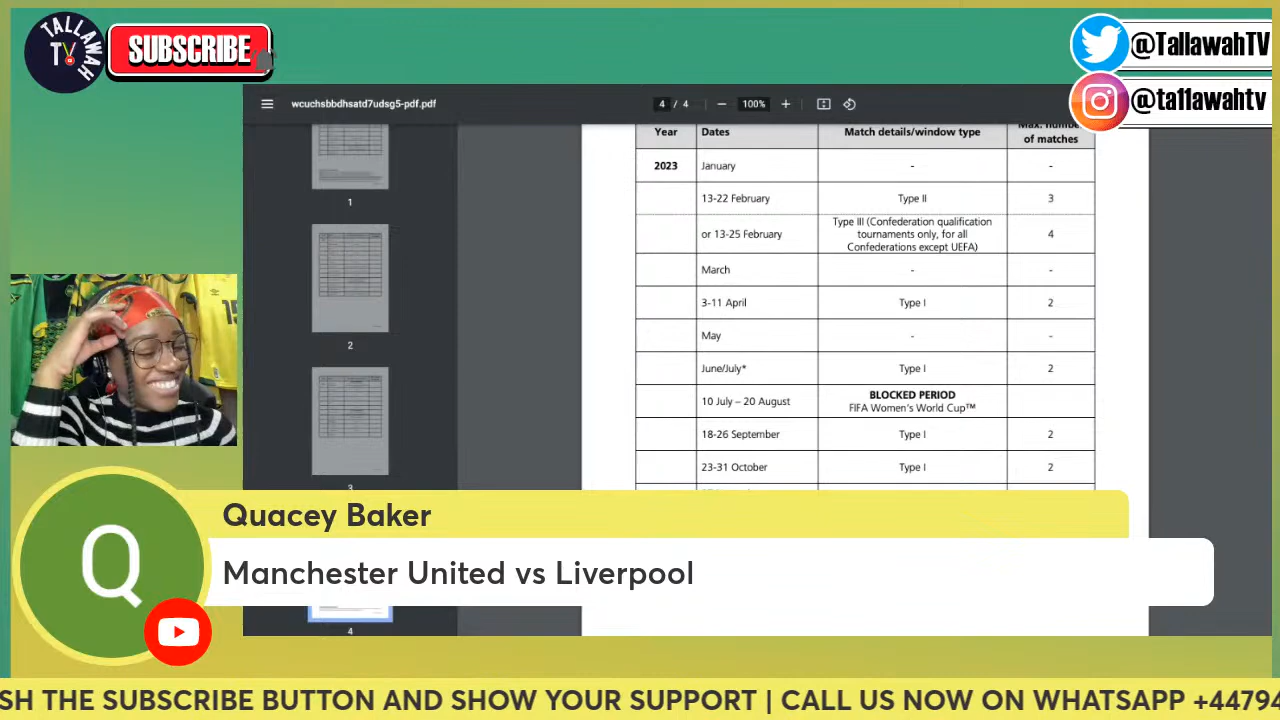 TALLAWAH
TV
SUBSCRIBE
@TallawahTV
@ta11awahtv
wcuchsbbdhsatd7udsg5-pdf.pdf
4 / 4
100%
1
2
3
4
Year Dates Match details/window type Max. number of matches
2023 January - -
13-22 February Type II 3
or 13-25 February Type III (Confederation qualification
tournaments only, for all
Confederations except UEFA) 4
March - -
3-11 April Type I 2
May - -
June/July* Type I 2
10 July – 20 August BLOCKED PERIOD
FIFA Women's World Cup™
18-26 September Type I 2
23-31 October Type I 2
Q
Quacey Baker
Manchester United vs Liverpool
SH THE SUBSCRIBE BUTTON AND SHOW YOUR SUPPORT | CALL US NOW ON WHATSAPP +4479